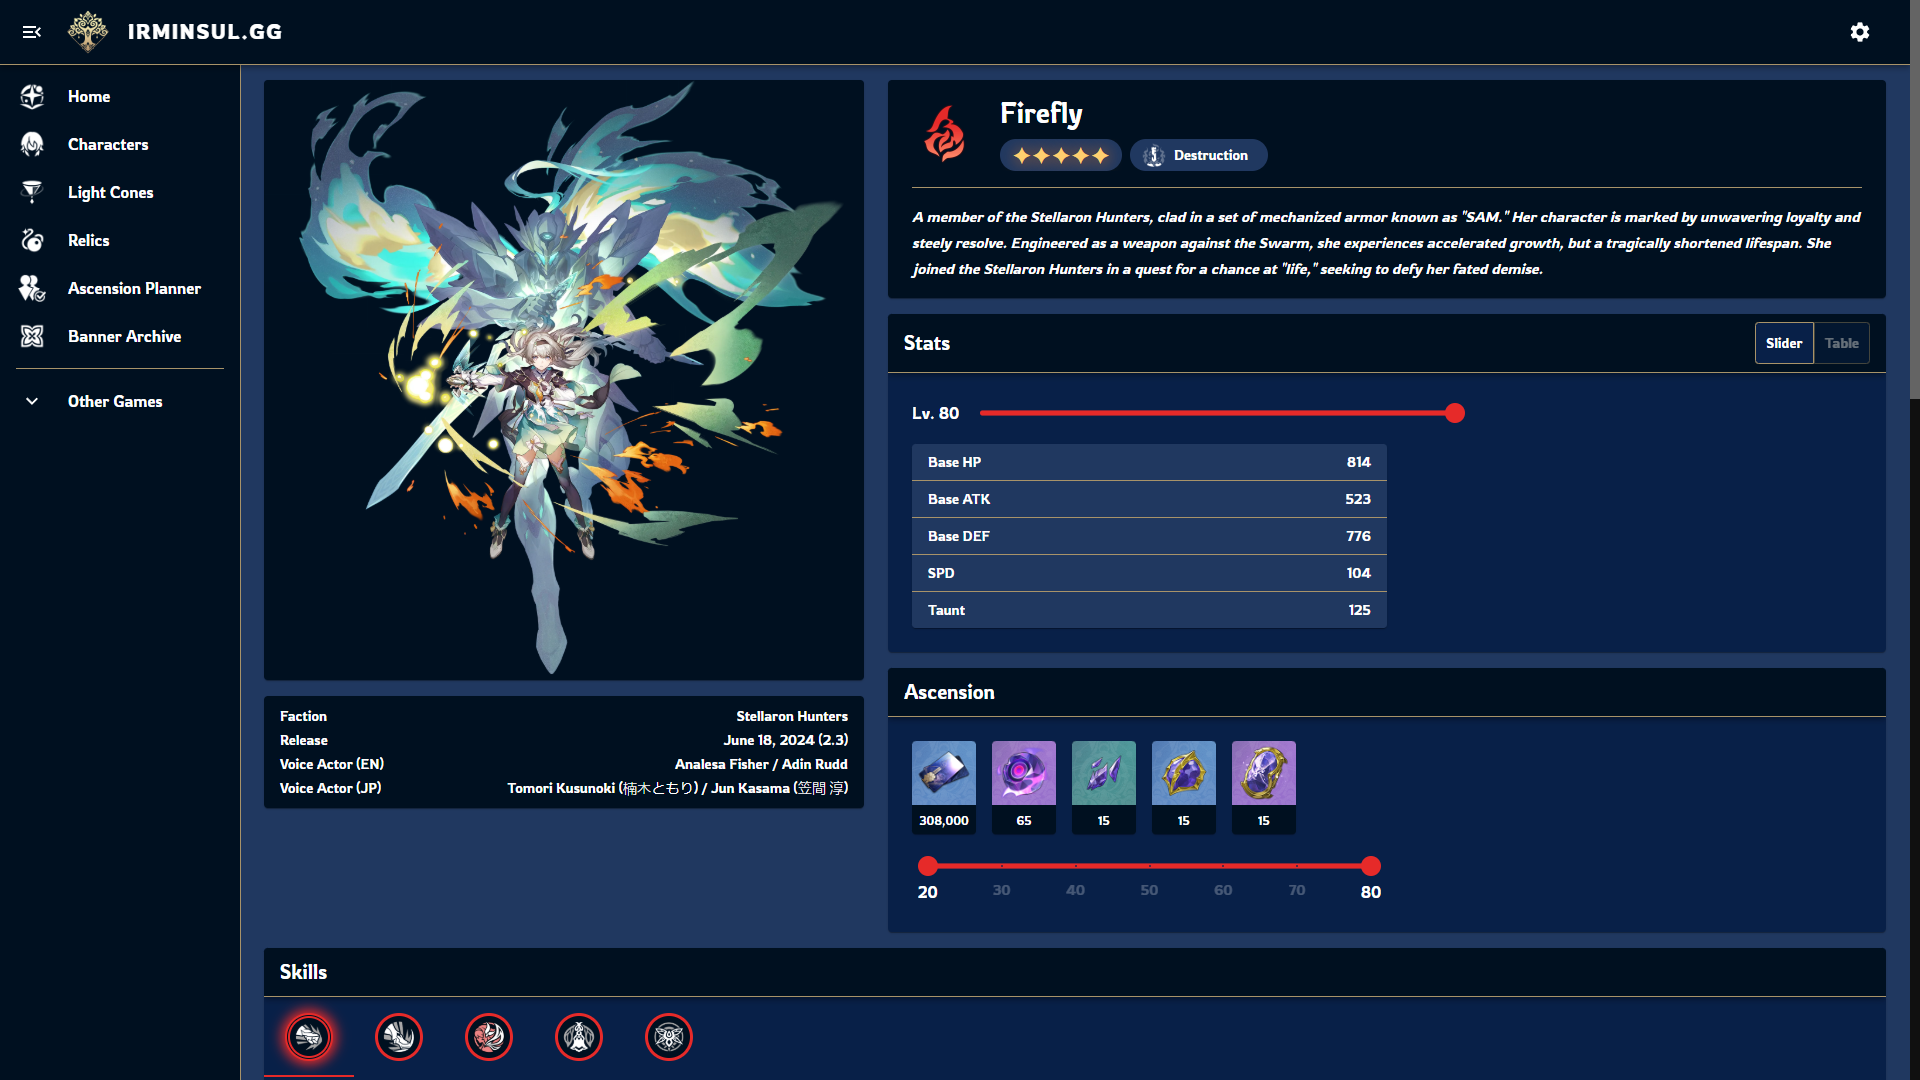 IRMINSUL.GG
Home
Characters
Light Cones
Relics
Ascension Planner
Banner Archive
Other Games
Firefly
Destruction
A member of the Stellaron Hunters, clad in a set of mechanized armor known as "SAM." Her character is marked by unwavering loyalty and
steely resolve. Engineered as a weapon against the Swarm, she experiences accelerated growth, but a tragically shortened lifespan. She
joined the Stellaron Hunters in a quest for a chance at "life," seeking to defy her fated demise.
Stats
Slider Table
Lv. 80
Base HP 814
Base ATK 523
Base DEF 776
SPD 104
Taunt 125
Faction Stellaron Hunters
Release June 18, 2024 (2.3)
Voice Actor (EN) Analesa Fisher / Adin Rudd
Voice Actor (JP) Tomori Kusunoki (楠木ともり) / Jun Kasama (笠間 淳)
Ascension
308,000 65 15 15 15
20 30 40 50 60 70 80
Skills